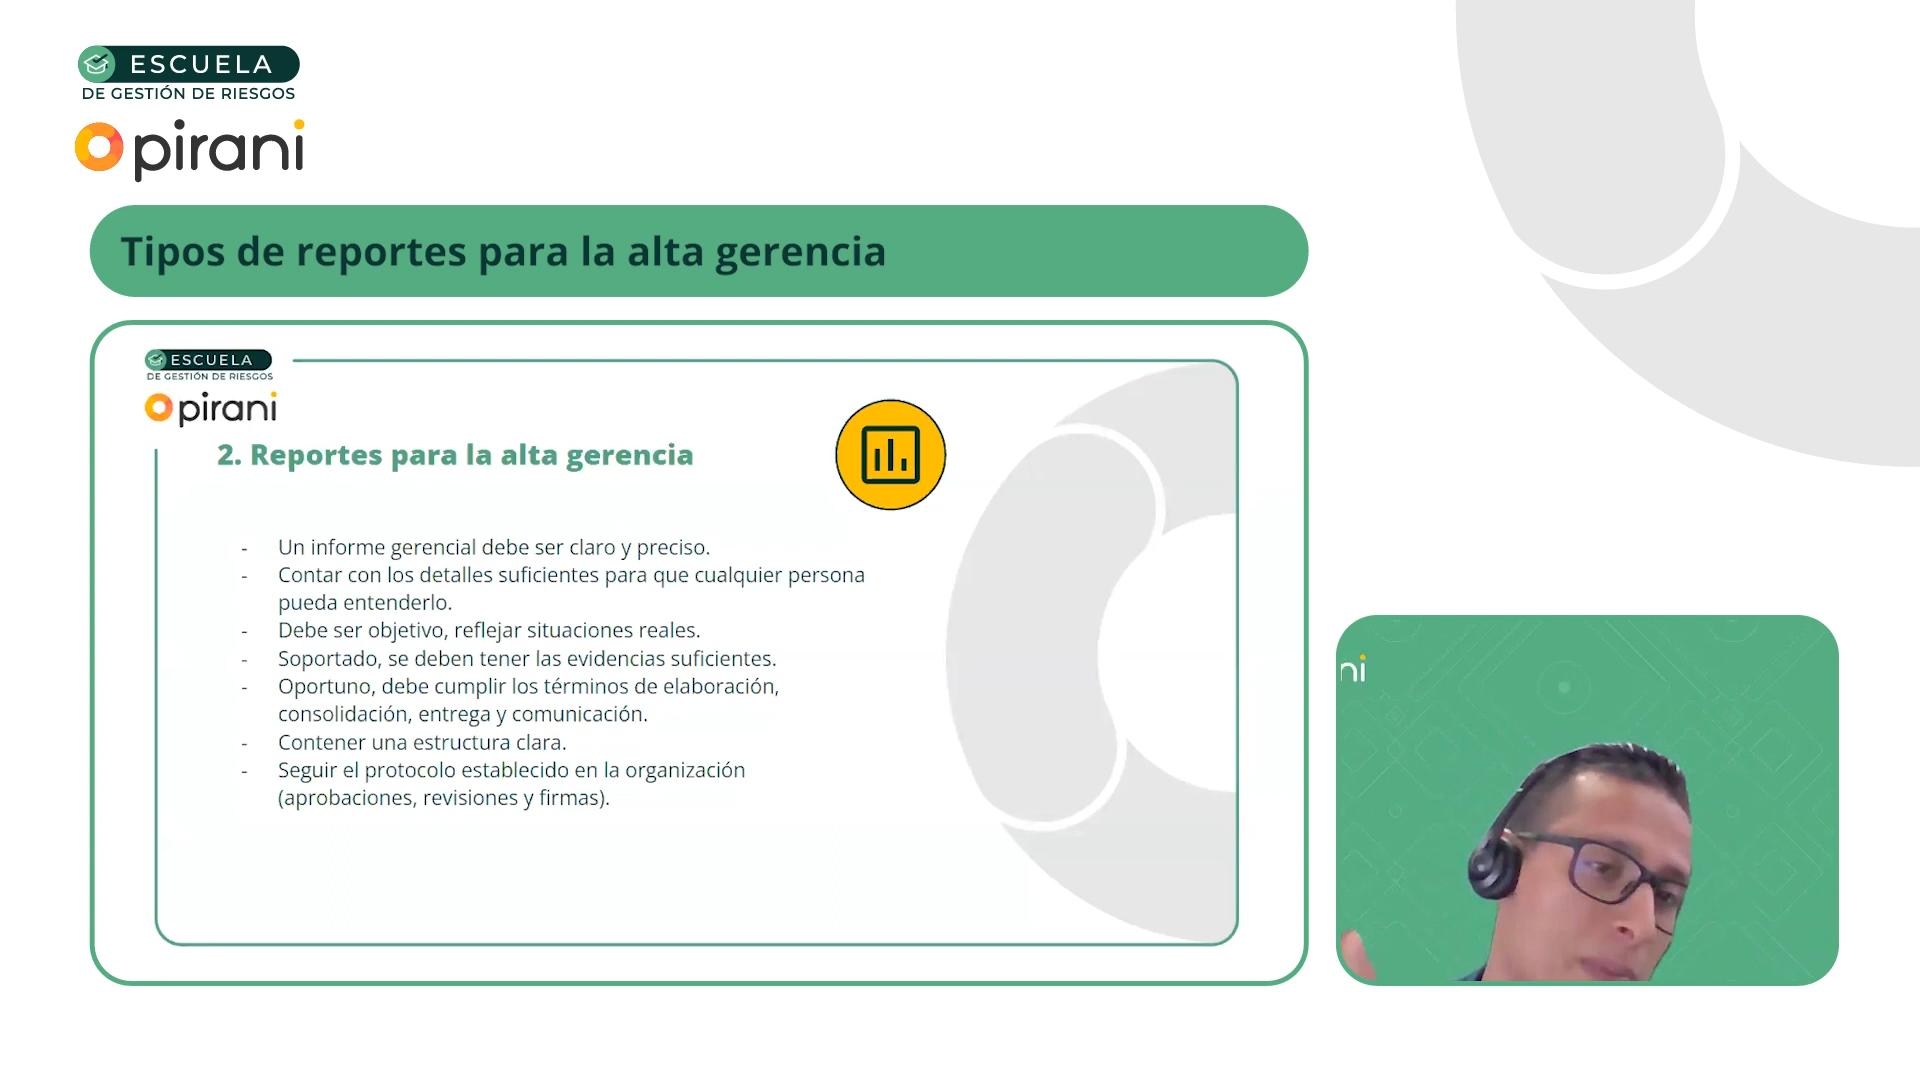 ESCUELA
DE GESTIÓN DE RIESGOS
pirani
Tipos de reportes para la alta gerencia
ESCUELA
DE GESTIÓN DE RIESGOS
pirani
2. Reportes para la alta gerencia
- Un informe gerencial debe ser claro y preciso.
- Contar con los detalles suficientes para que cualquier persona
pueda entenderlo.
- Debe ser objetivo, reflejar situaciones reales.
- Soportado, se deben tener las evidencias suficientes.
- Oportuno, debe cumplir los términos de elaboración,
consolidación, entrega y comunicación.
- Contener una estructura clara.
- Seguir el protocolo establecido en la organización
(aprobaciones, revisiones y firmas).
ni